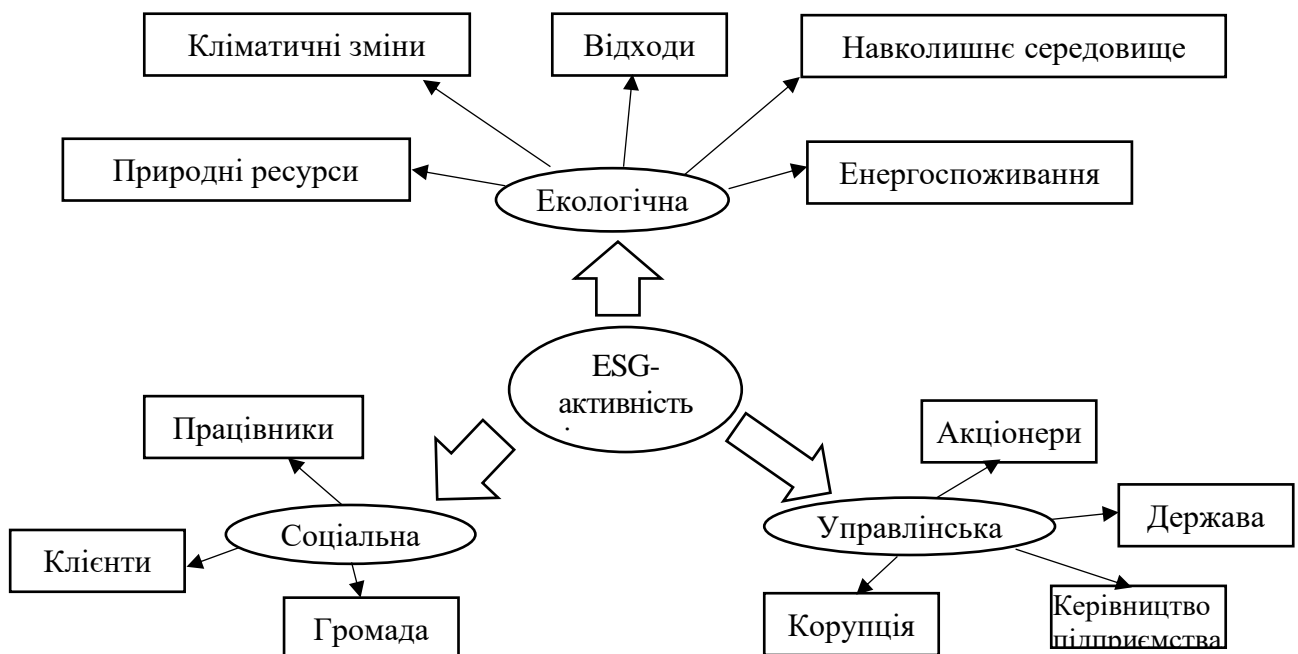 Кліматичні зміни
Відходи
Навколишнє середовище
Природні ресурси
Енергоспоживання
Екологічна
ESG-
активність
Працівники
Акціонери
Соціальна
Управлінська
Держава
Клієнти
Громада
Корупція
Керівництво
підприємства